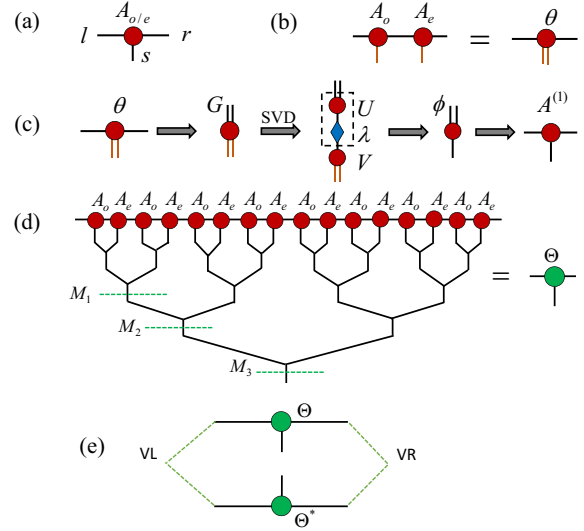 (a) A_{o/e} l r s
(b) A_o A_e = θ
(c) θ G SVD U λ V ϕ A^{(1)}
(d) A_o A_e A_o A_e A_o A_e A_o A_e A_o A_e A_o A_e A_o A_e A_o A_e
M_1
M_2
M_3
= Θ
(e) Θ
VL VR
Θ^*